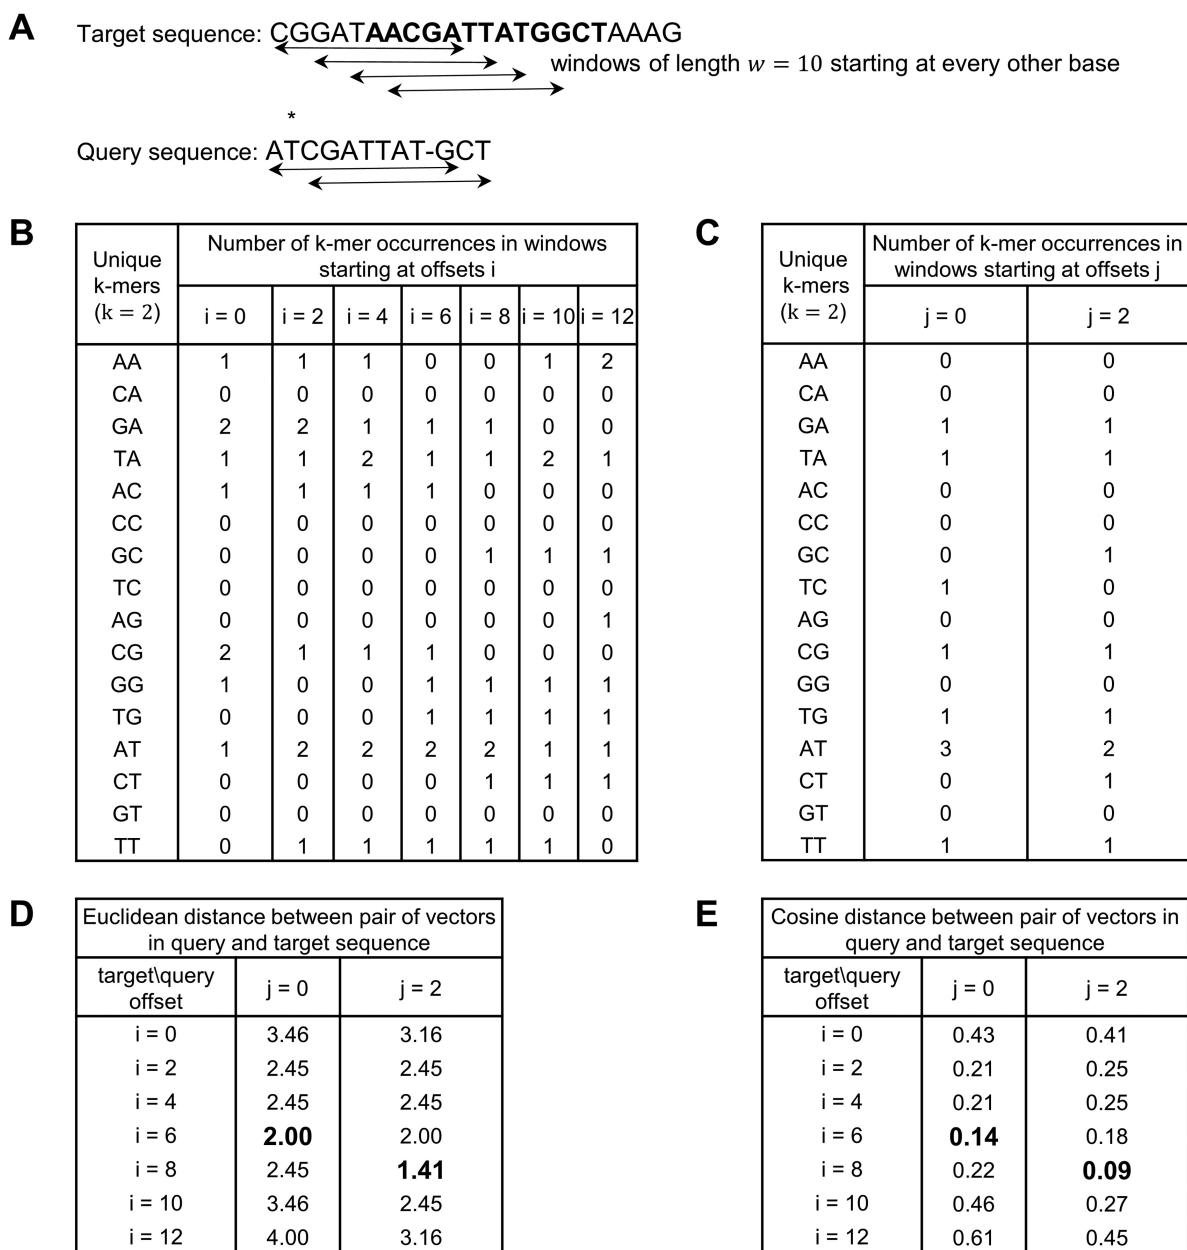 A
Target sequence: CGGATAACGATTATGGCTAAAG
windows of length w = 10 starting at every other base
*
Query sequence: ATCGATTAT-GCT
B
Unique k-mers (k = 2) Number of k-mer occurrences in windows starting at offsets i
i = 0 i = 2 i = 4 i = 6 i = 8 i = 10 i = 12
AA 1 1 1 0 0 1 2
CA 0 0 0 0 0 0 0
GA 2 2 1 1 1 0 0
TA 1 1 2 1 1 2 1
AC 1 1 1 1 0 0 0
CC 0 0 0 0 0 0 0
GC 0 0 0 0 1 1 1
TC 0 0 0 0 0 0 0
AG 0 0 0 0 0 0 1
CG 2 1 1 1 0 0 0
GG 1 0 0 1 1 1 1
TG 0 0 0 1 1 1 1
AT 1 2 2 2 2 1 1
CT 0 0 0 0 1 1 1
GT 0 0 0 0 0 0 0
TT 0 1 1 1 1 1 0
C
Unique k-mers (k = 2) Number of k-mer occurrences in windows starting at offsets j
j = 0 j = 2
AA 0 0
CA 0 0
GA 1 1
TA 1 1
AC 0 0
CC 0 0
GC 0 1
TC 1 0
AG 0 0
CG 1 1
GG 0 0
TG 1 1
AT 3 2
CT 0 1
GT 0 0
TT 1 1
D
Euclidean distance between pair of vectors
in query and target sequence
target\query offset j = 0 j = 2
i = 0 3.46 3.16
i = 2 2.45 2.45
i = 4 2.45 2.45
i = 6 2.00 2.00
i = 8 2.45 1.41
i = 10 3.46 2.45
i = 12 4.00 3.16
E
Cosine distance between pair of vectors in
query and target sequence
target\query offset j = 0 j = 2
i = 0 0.43 0.41
i = 2 0.21 0.25
i = 4 0.21 0.25
i = 6 0.14 0.18
i = 8 0.22 0.09
i = 10 0.46 0.27
i = 12 0.61 0.45